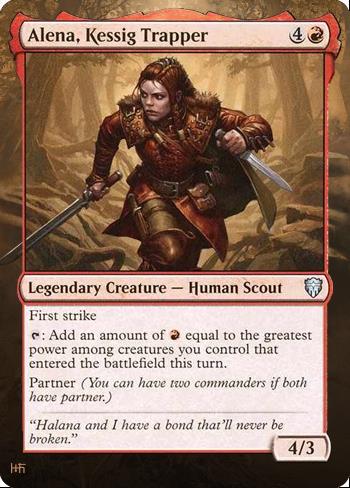 Alena, Kessig Trapper 4
Legendary Creature — Human Scout
First strike
: Add an amount of equal to the greatest
power among creatures you control that
entered the battlefield this turn.
Partner (You can have two commanders if both
have partner.)
"Halana and I have a bond that'll never be
broken."
4/3